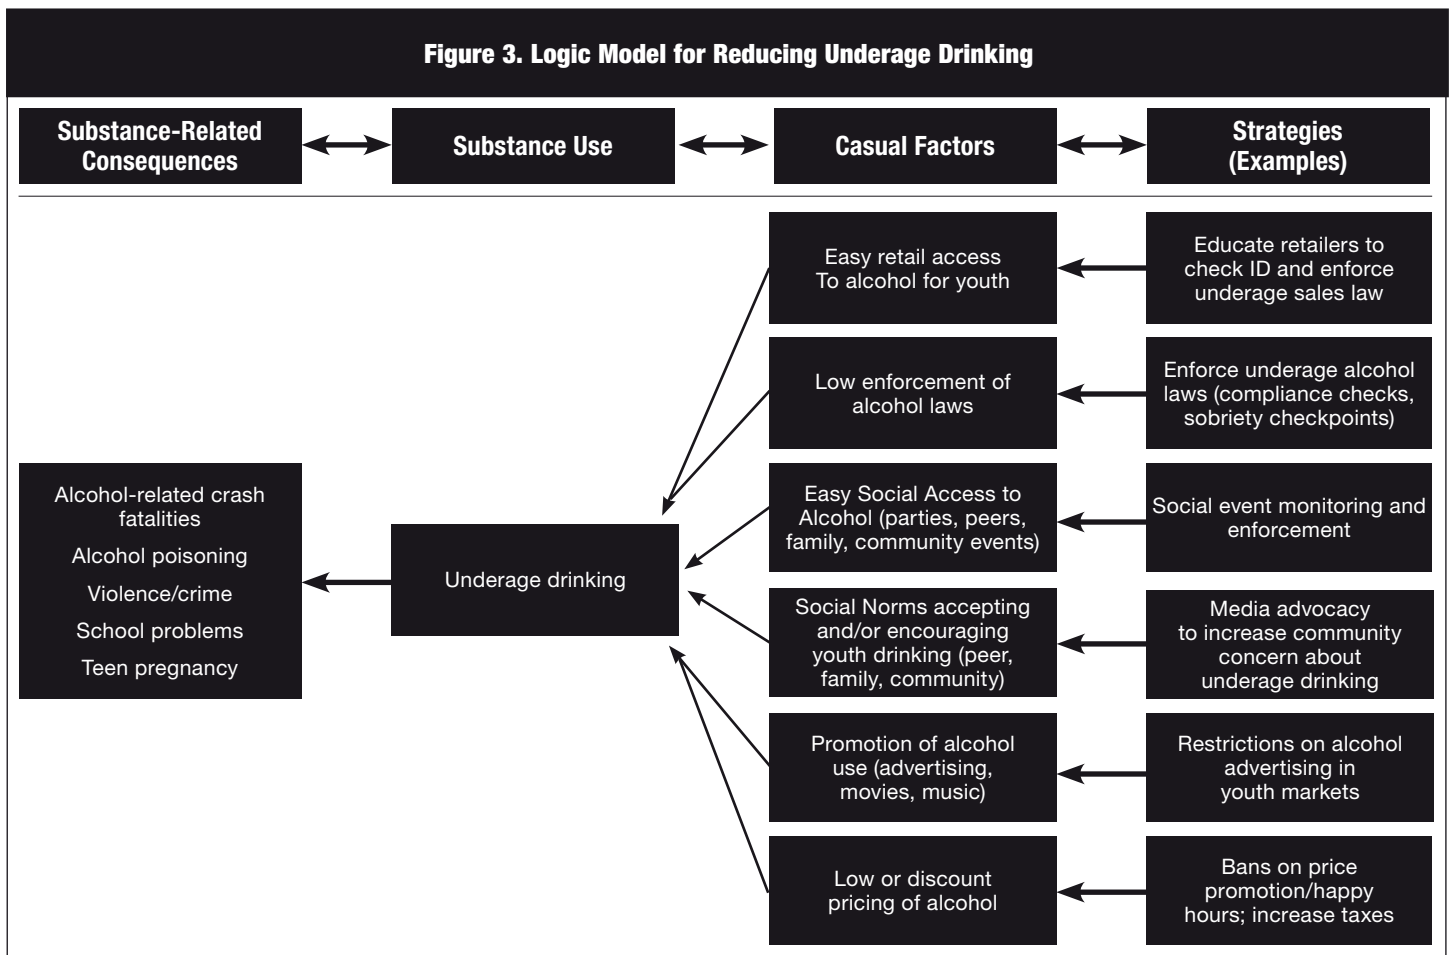 Figure 3. Logic Model for Reducing Underage Drinking
Substance-Related
Consequences
Substance Use
Casual Factors
Strategies
(Examples)
Easy retail access
To alcohol for youth
Educate retailers to
check ID and enforce
underage sales law
Low enforcement of
alcohol laws
Enforce underage alcohol
laws (compliance checks,
sobriety checkpoints)
Alcohol-related crash
fatalities
Alcohol poisoning
Violence/crime
School problems
Teen pregnancy
Underage drinking
Easy Social Access to
Alcohol (parties, peers,
family, community events)
Social event monitoring and
enforcement
Social Norms accepting
and/or encouraging
youth drinking (peer,
family, community)
Media advocacy
to increase community
concern about
underage drinking
Promotion of alcohol
use (advertising,
movies, music)
Restrictions on alcohol
advertising in
youth markets
Low or discount
pricing of alcohol
Bans on price
promotion/happy
hours; increase taxes